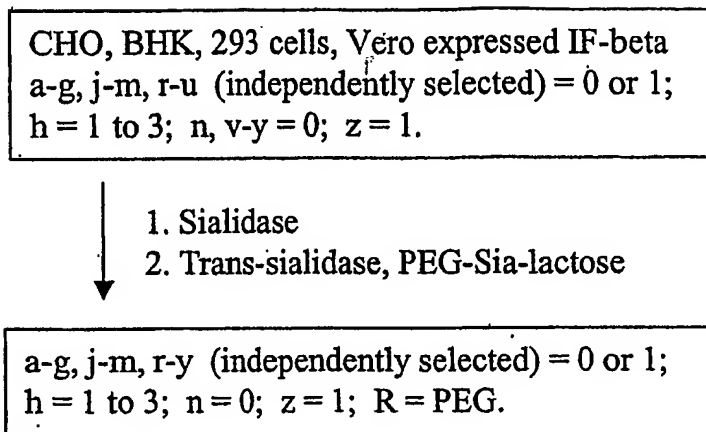 CHO, BHK, 293 cells, Vero expressed IF-beta
a-g, j-m, r-u (independently selected) = 0 or 1;
h = 1 to 3; n, v-y = 0; z = 1.
1. Sialidase
2. Trans-sialidase, PEG-Sia-lactose
a-g, j-m, r-y (independently selected) = 0 or 1;
h = 1 to 3; n = 0; z = 1; R = PEG.